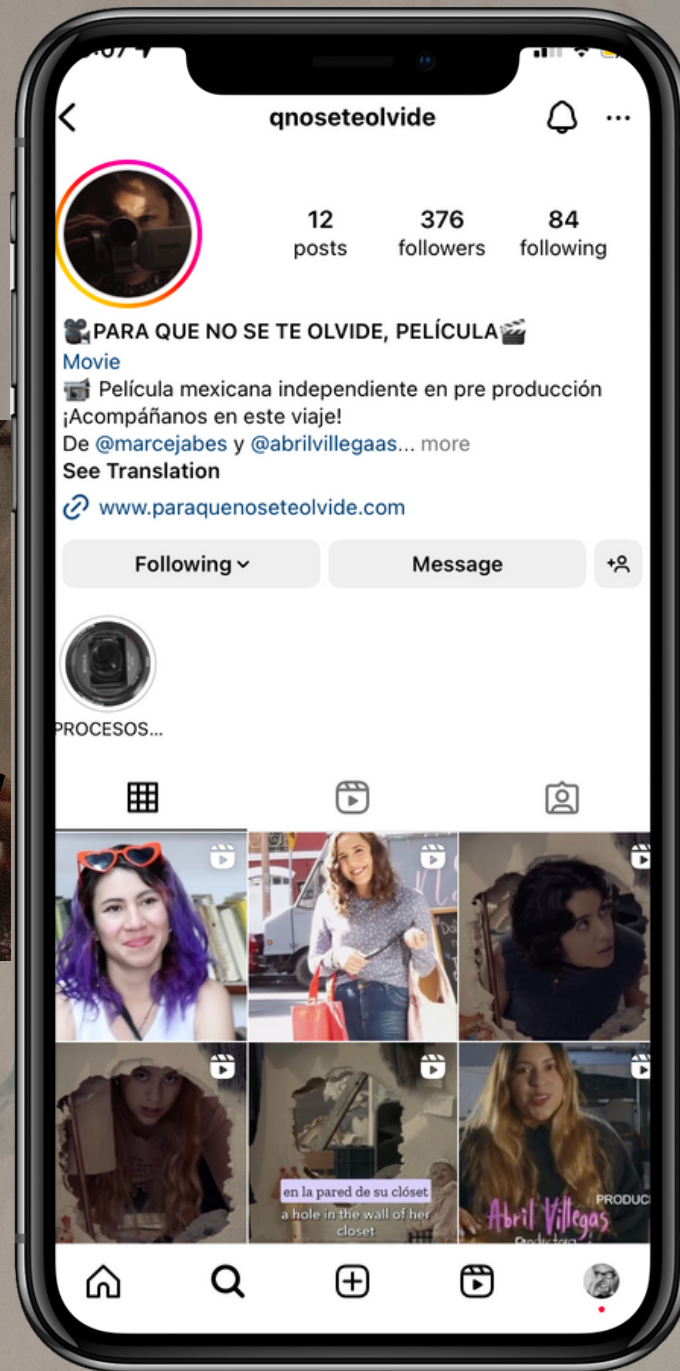 qnoseteolvide
12 376 84
posts followers following
PARA QUE NO SE TE OLVIDE, PELÍCULA
Movie
Película mexicana independiente en pre producción
¡Acompáñanos en este viaje!
De @marcejabes y @abrilvillegaas... more
See Translation
www.paraquenoseteolvide.com
Following Message
PROCESOS...
en la pared de su clóset
a hole in the wall of her
closet
PRODUC
Abril Villegas
Productora